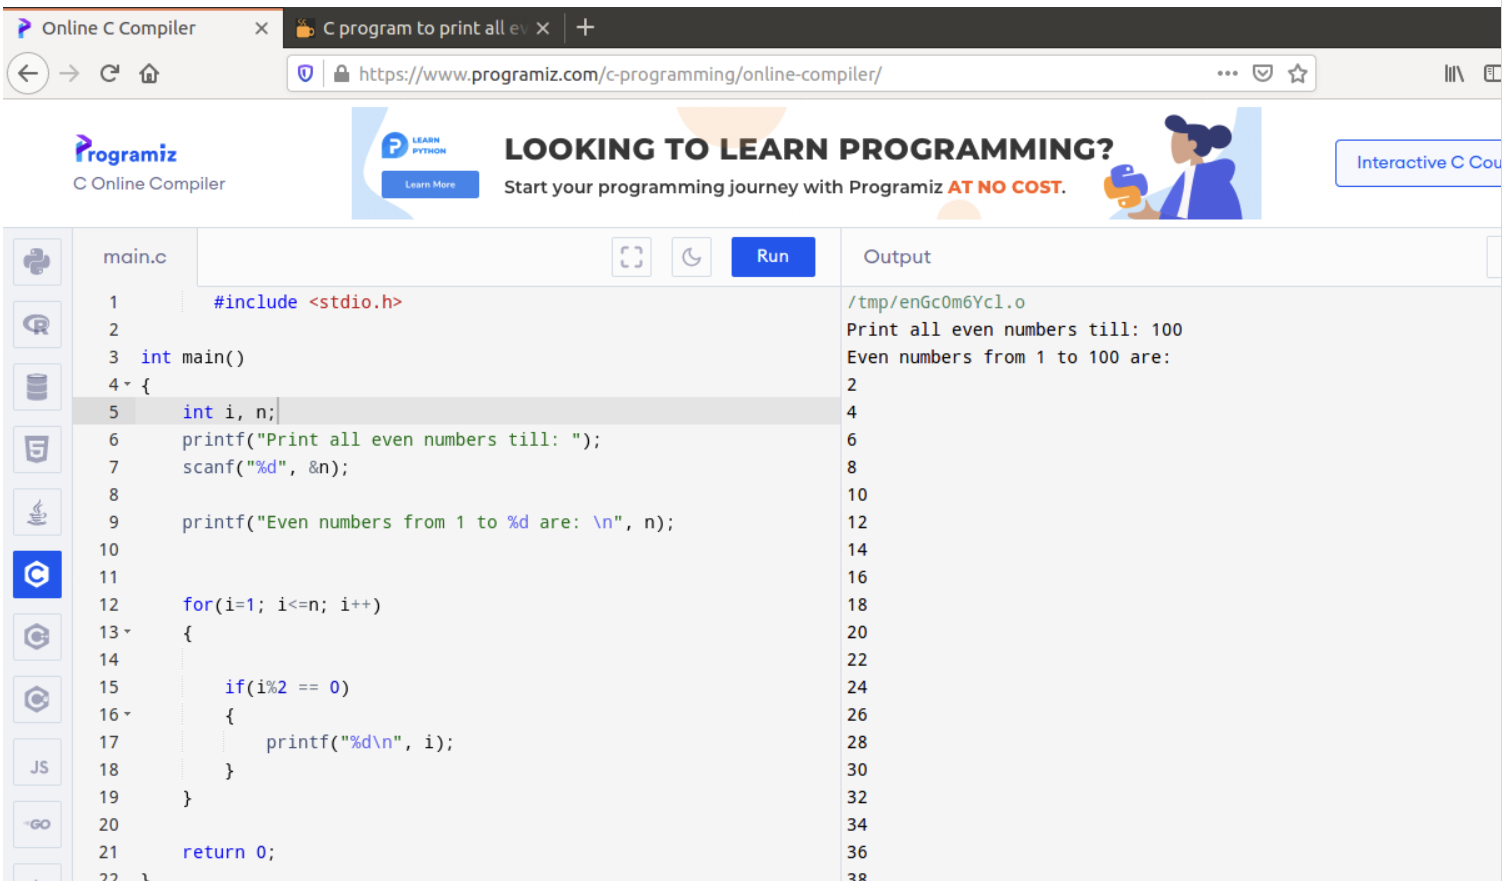 Online C Compiler
C program to print all ev
https://www.programiz.com/c-programming/online-compiler/
Programiz
C Online Compiler
LEARN
PYTHON
Learn More
LOOKING TO LEARN PROGRAMMING?
Start your programming journey with Programiz AT NO COST.
Interactive C Cou
main.c
Run
Output
1 #include <stdio.h>
2
3 int main()
4 {
5 int i, n;
6 printf("Print all even numbers till: ");
7 scanf("%d", &n);
8
9 printf("Even numbers from 1 to %d are: \n", n);
10
11
12 for(i=1; i<=n; i++)
13 {
14
15 if(i%2 == 0)
16 {
17 printf("%d\n", i);
18 }
19 }
20
21 return 0;
22 }
/tmp/enGcOm6Ycl.o
Print all even numbers till: 100
Even numbers from 1 to 100 are:
2
4
6
8
10
12
14
16
18
20
22
24
26
28
30
32
34
36
38
R
5
C
JS
GO